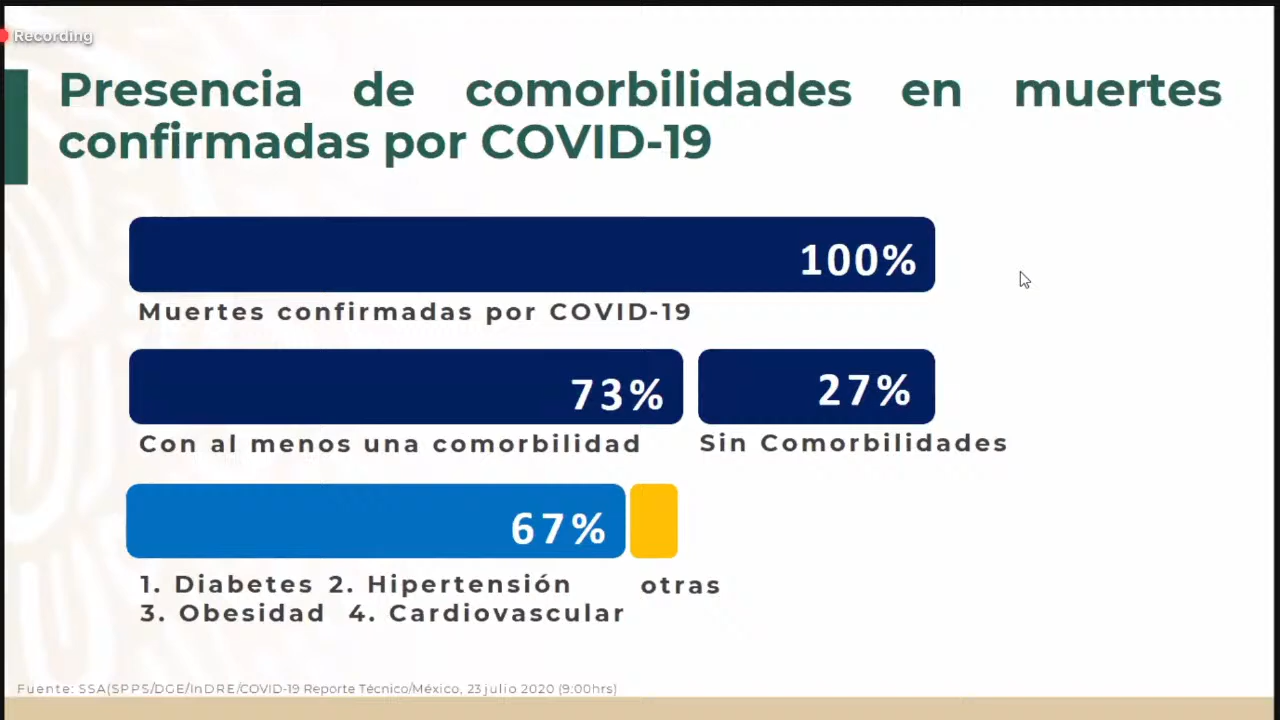 Recording
Presencia de comorbilidades en muertes
confirmadas por COVID-19
100%
Muertes confirmadas por COVID-19
73%
27%
Con al menos una comorbilidad
Sin Comorbilidades
67%
1. Diabetes 2. Hipertensión
otras
3. Obesidad 4. Cardiovascular
Fuente: SSA(SPPS/DGE/InDRE/COVID-19 Reporte Técnico/México, 23 julio 2020 (9:00hrs)